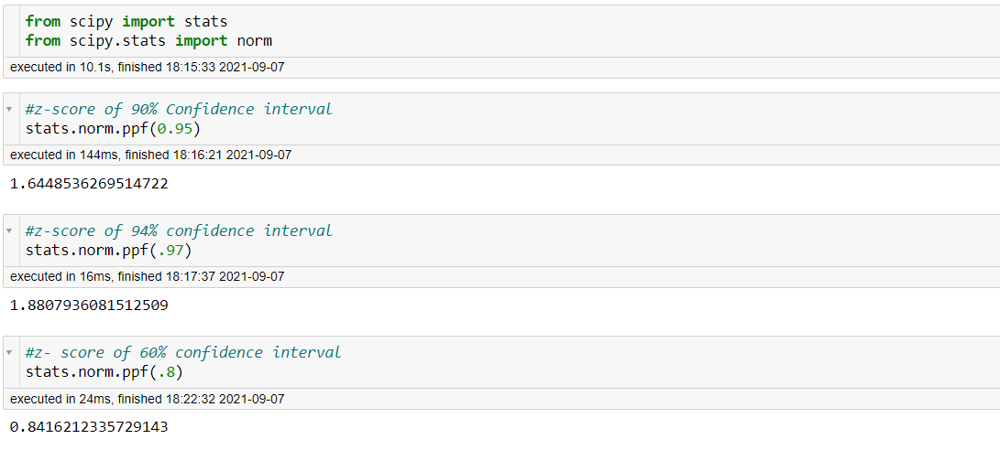 from scipy import stats
from scipy.stats import norm
executed in 10.1s, finished 18:15:33 2021-09-07
#z-score of 90% Confidence interval
stats.norm.ppf(0.95)
executed in 144ms, finished 18:16:21 2021-09-07
1.6448536269514722
#z-score of 94% confidence interval
stats.norm.ppf(.97)
executed in 16ms, finished 18:17:37 2021-09-07
1.8807936081512509
#z- score of 60% confidence interval
stats.norm.ppf(.8)
executed in 24ms, finished 18:22:32 2021-09-07
0.8416212335729143